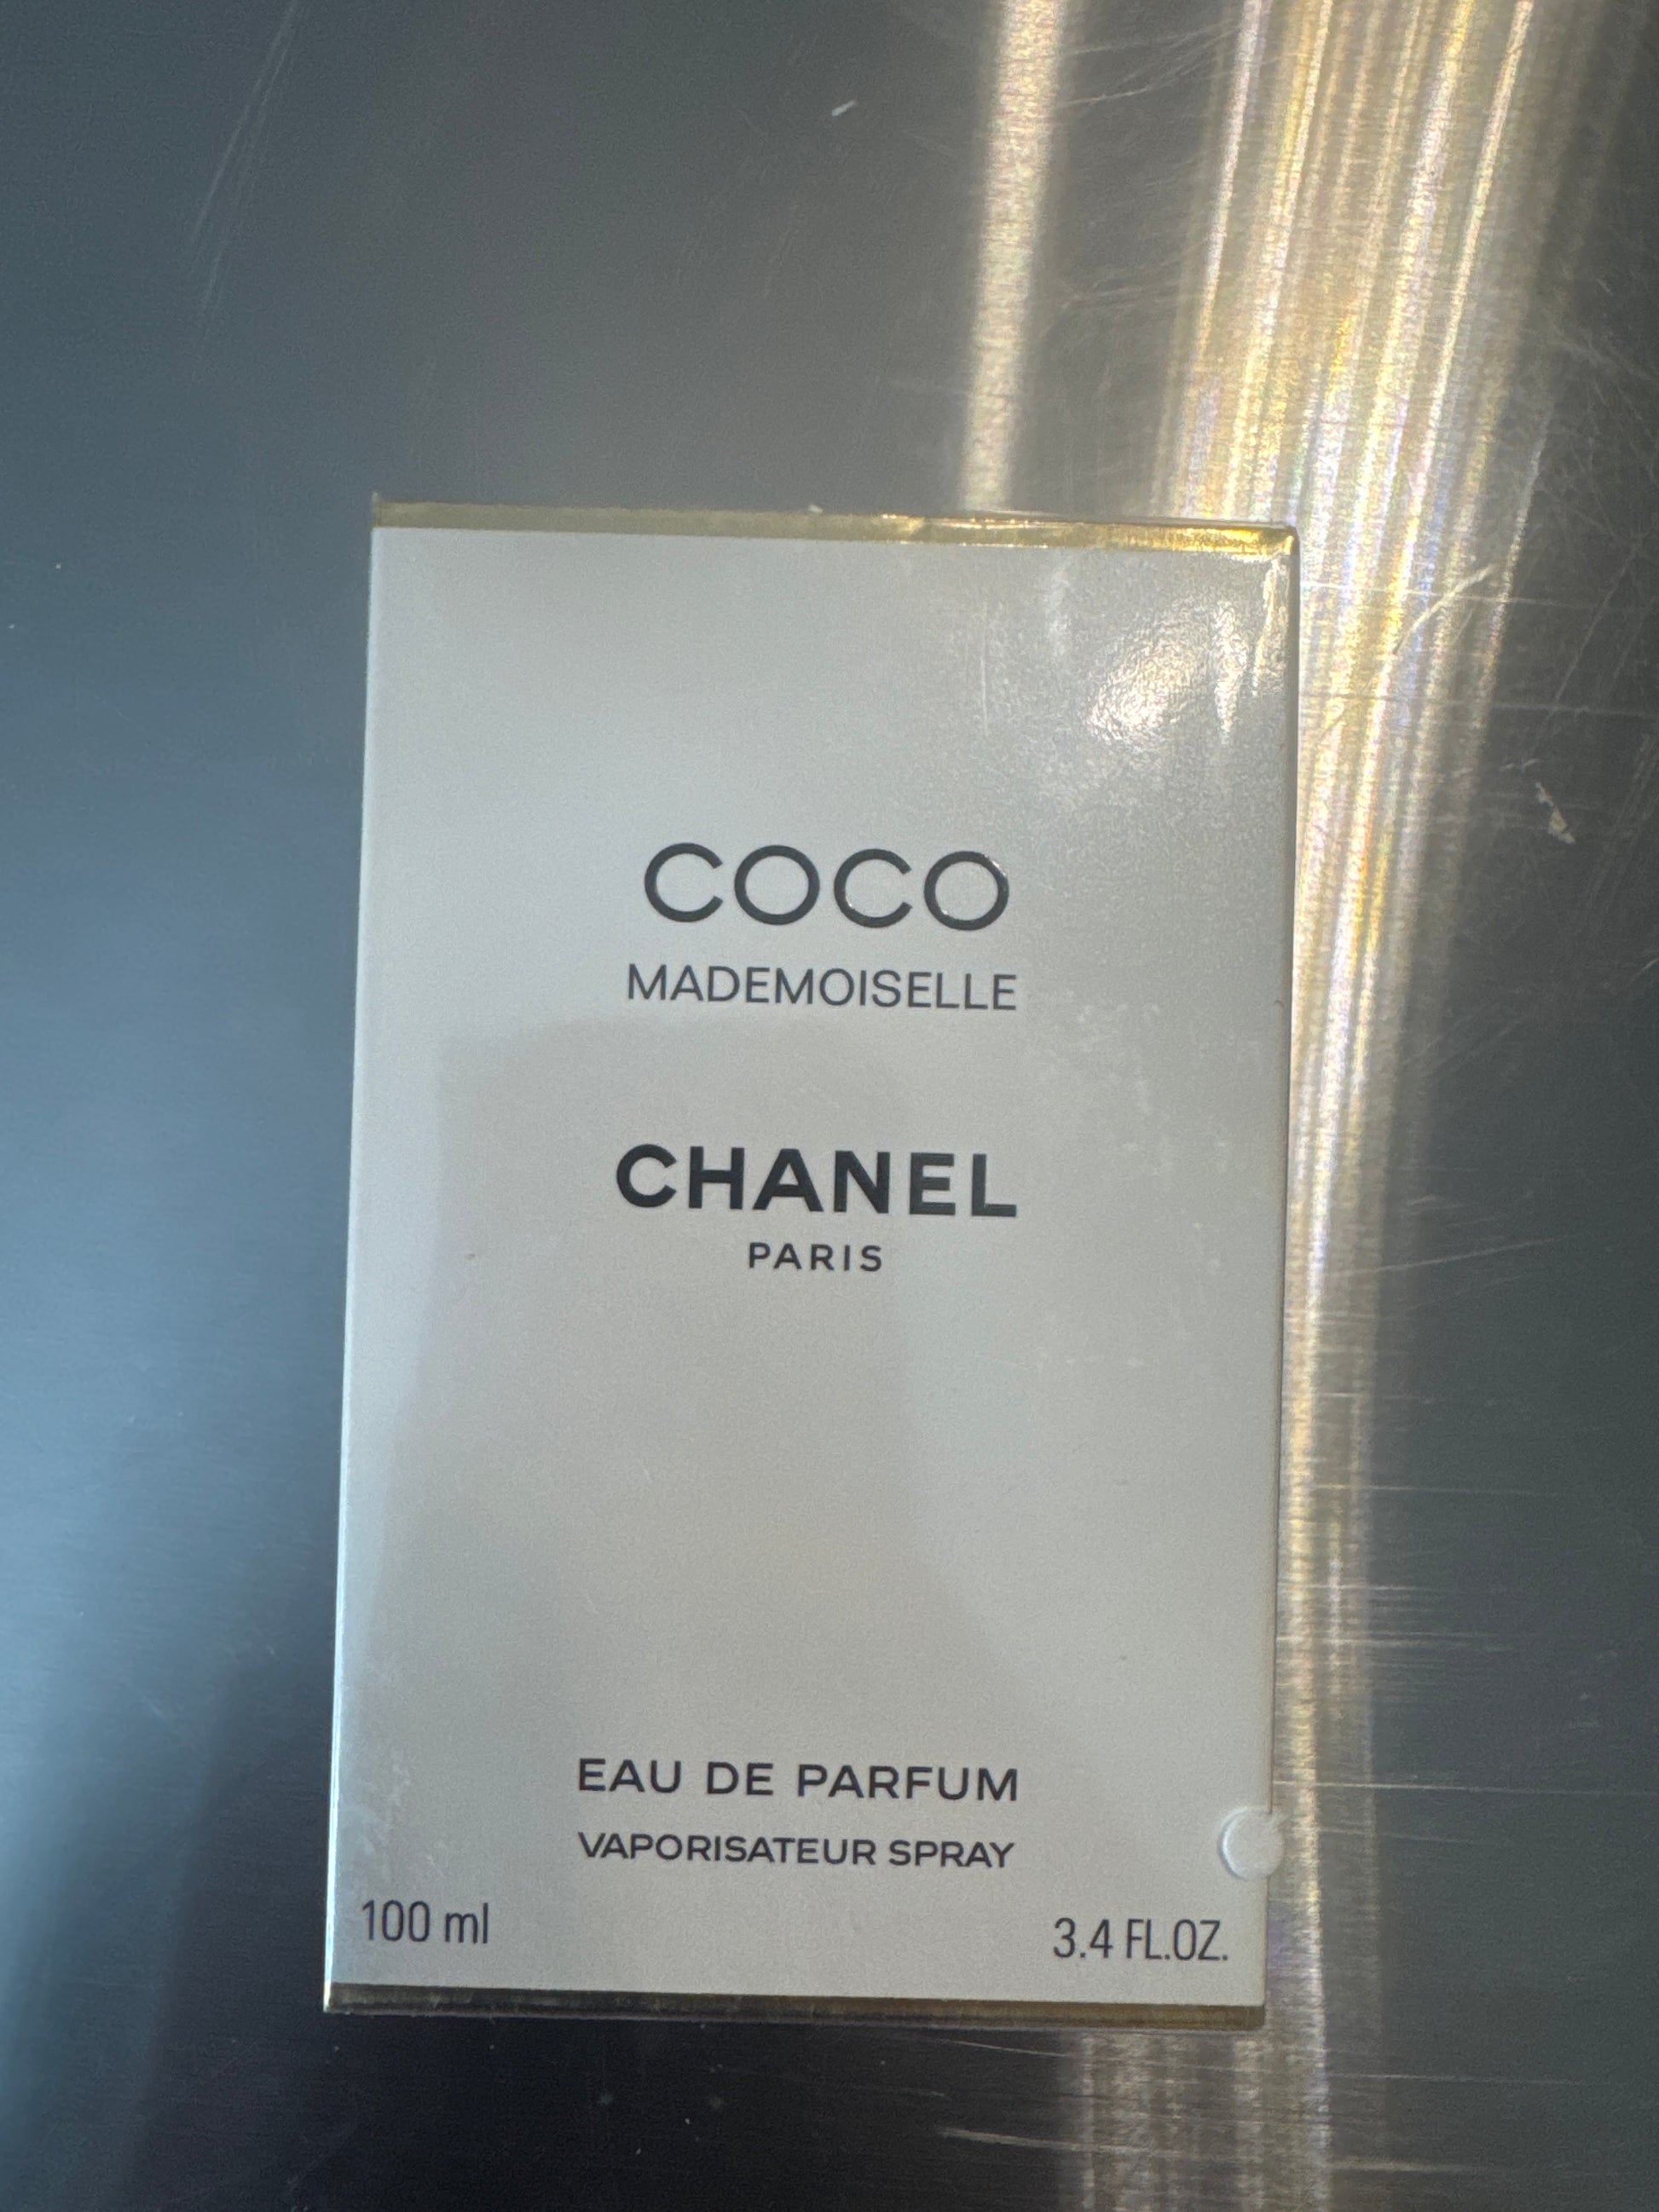 COCO
MADEMOISELLE
CHANEL
PARIS
EAU DE PARFUM
VAPORISATEUR SPRAY
100 ml 3.4 FL.OZ.